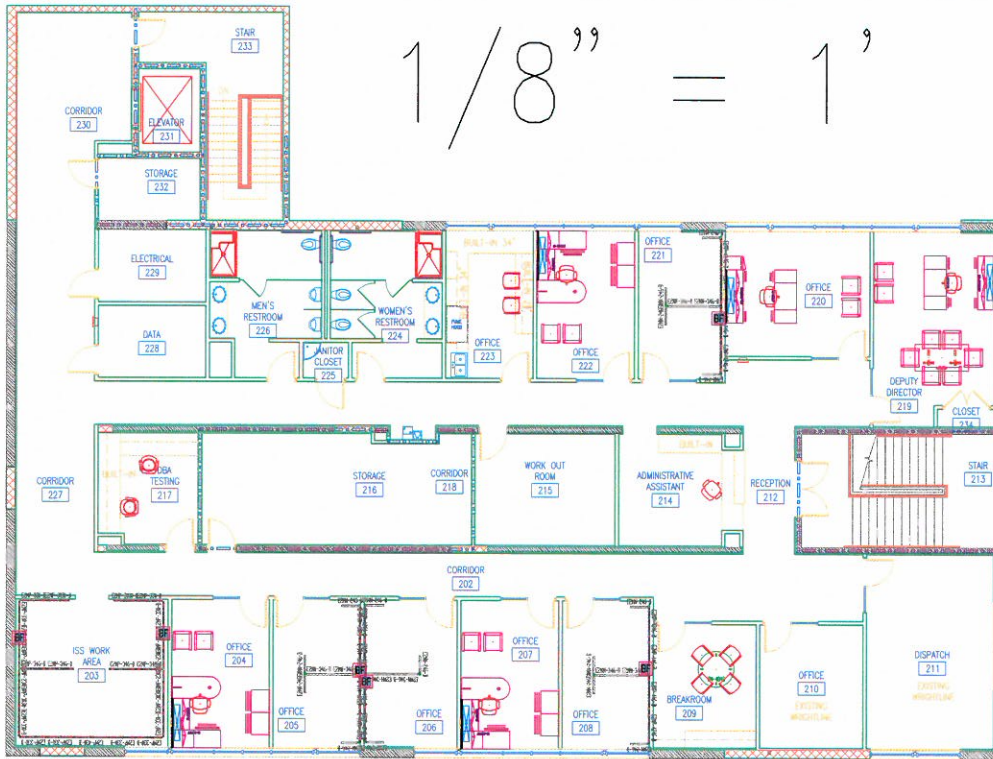 1/8" = 1'
STAIR
233
CORRIDOR
230
ELEVATOR
231
STORAGE
232
ELECTRICAL
229
DATA
228
MEN'S
RESTROOM
226
JANITOR
CLOSET
225
WOMEN'S
RESTROOM
224
BUILT-IN 34"
OFFICE
223
OFFICE
222
OFFICE
221
OFFICE
220
DEPUTY
DIRECTOR
219
CLOSET
234
CORRIDOR
227
BUILT-IN
TESTING
217
STORAGE
216
CORRIDOR
218
WORK OUT
ROOM
215
BUILT-IN
ADMINISTRATIVE
ASSISTANT
214
RECEPTION
212
STAIR
213
CORRIDOR
202
ISS WORK
AREA
203
OFFICE
204
OFFICE
205
OFFICE
206
OFFICE
207
OFFICE
208
BREAKROOM
209
OFFICE
210
EXISTING
WRIGHTLINE
DISPATCH
211
EXISTING
WRIGHTLINE